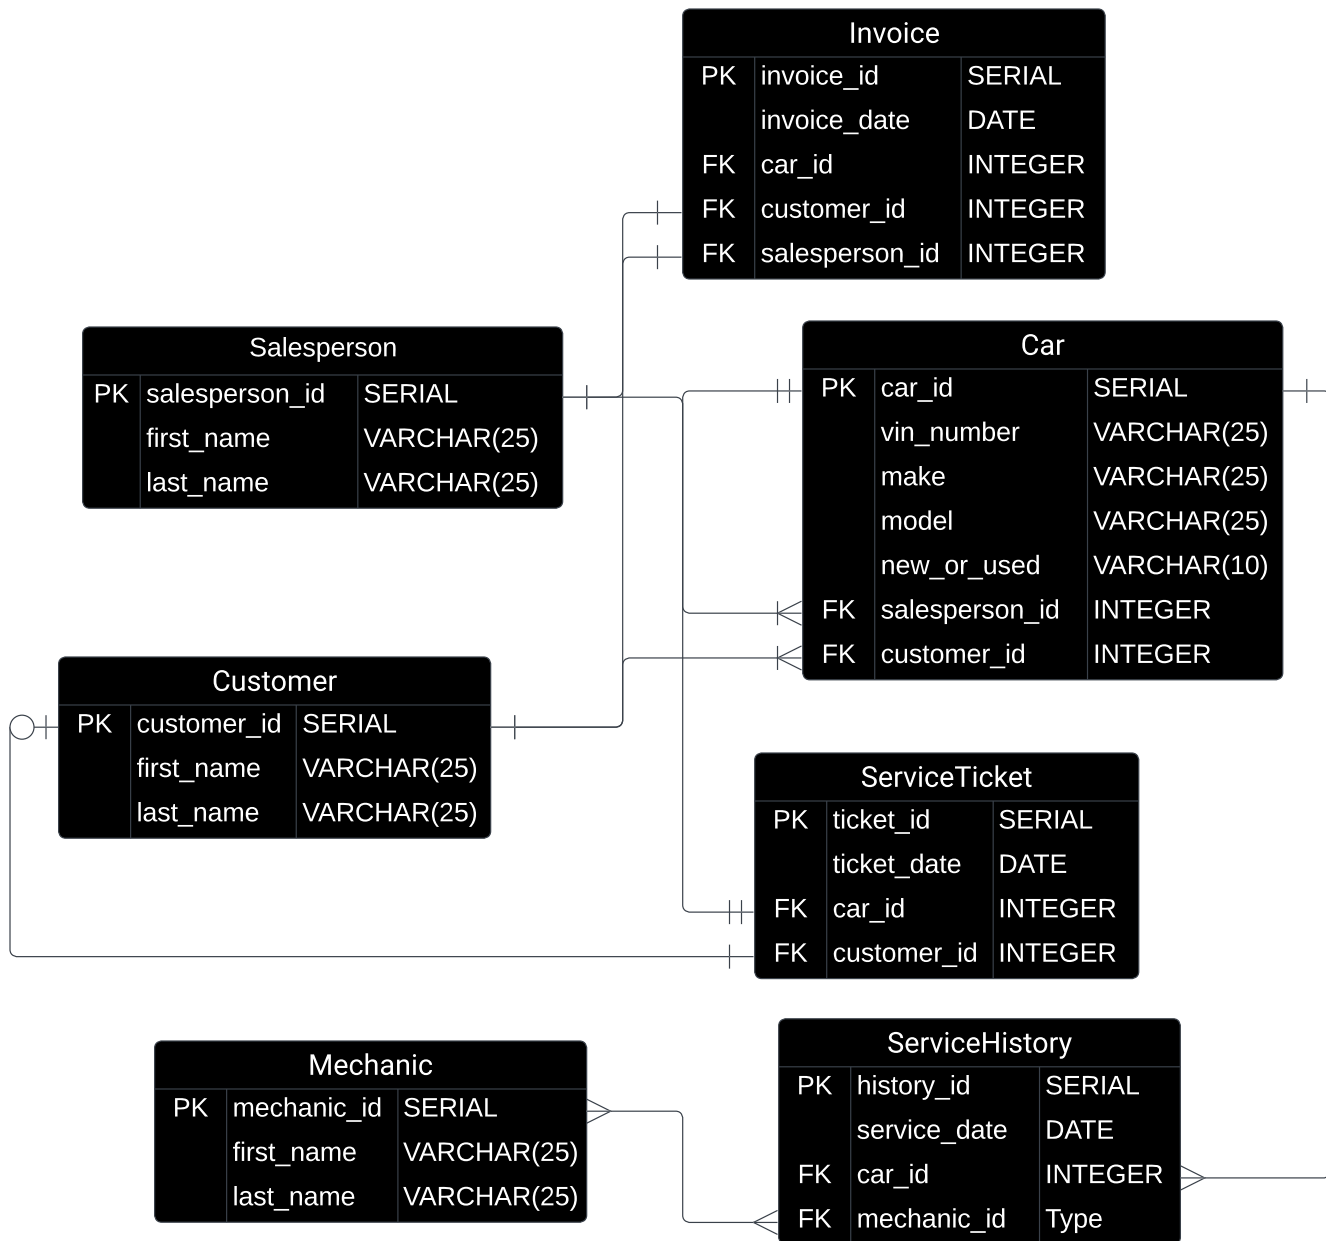 Invoice
PK invoice_id SERIAL
invoice_date DATE
FK car_id INTEGER
FK customer_id INTEGER
FK salesperson_id INTEGER
Salesperson
PK salesperson_id SERIAL
first_name VARCHAR(25)
last_name VARCHAR(25)
Car
PK car_id SERIAL
vin_number VARCHAR(25)
make VARCHAR(25)
model VARCHAR(25)
new_or_used VARCHAR(10)
FK salesperson_id INTEGER
FK customer_id INTEGER
Customer
PK customer_id SERIAL
first_name VARCHAR(25)
last_name VARCHAR(25)
ServiceTicket
PK ticket_id SERIAL
ticket_date DATE
FK car_id INTEGER
FK customer_id INTEGER
Mechanic
PK mechanic_id SERIAL
first_name VARCHAR(25)
last_name VARCHAR(25)
ServiceHistory
PK history_id SERIAL
service_date DATE
FK car_id INTEGER
FK mechanic_id Type